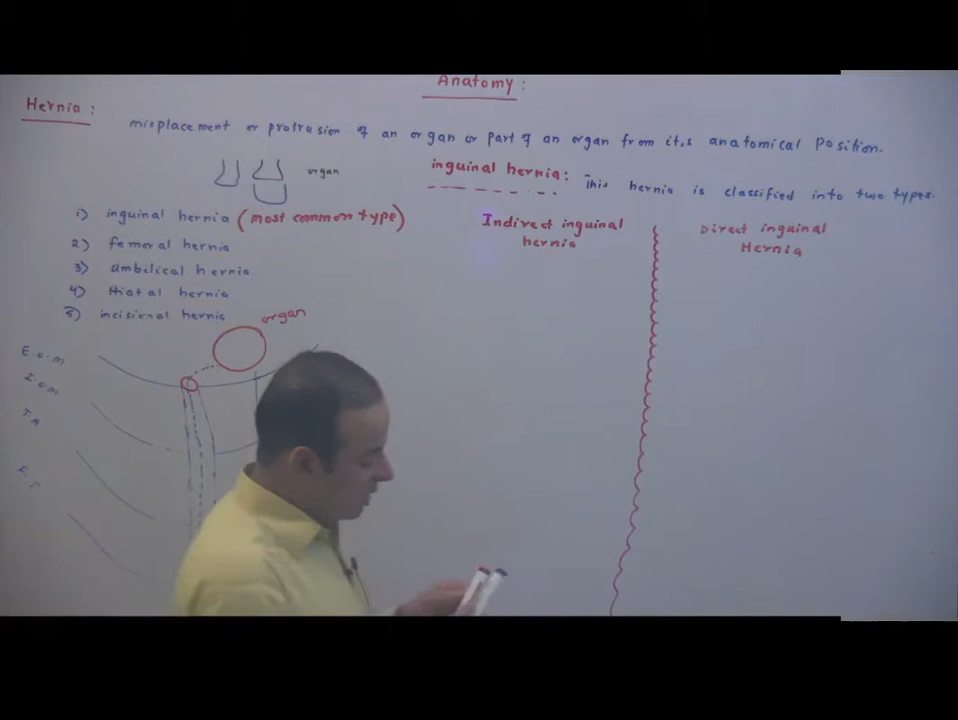 Anatomy :
Hernia :
misplacement or protrusion of an organ or part of an organ from it,s anatomical Position.
organ
1) inguinal hernia (most common type)
2) femoral hernia
3) umbilical hernia
4) Hiatal hernia
5) incisional hernia
organ
E.o.m
I.o.m
T.A
inguinal hernia : This hernia is classified into two types.
Indirect inguinal
hernia
Direct inguinal
Hernia